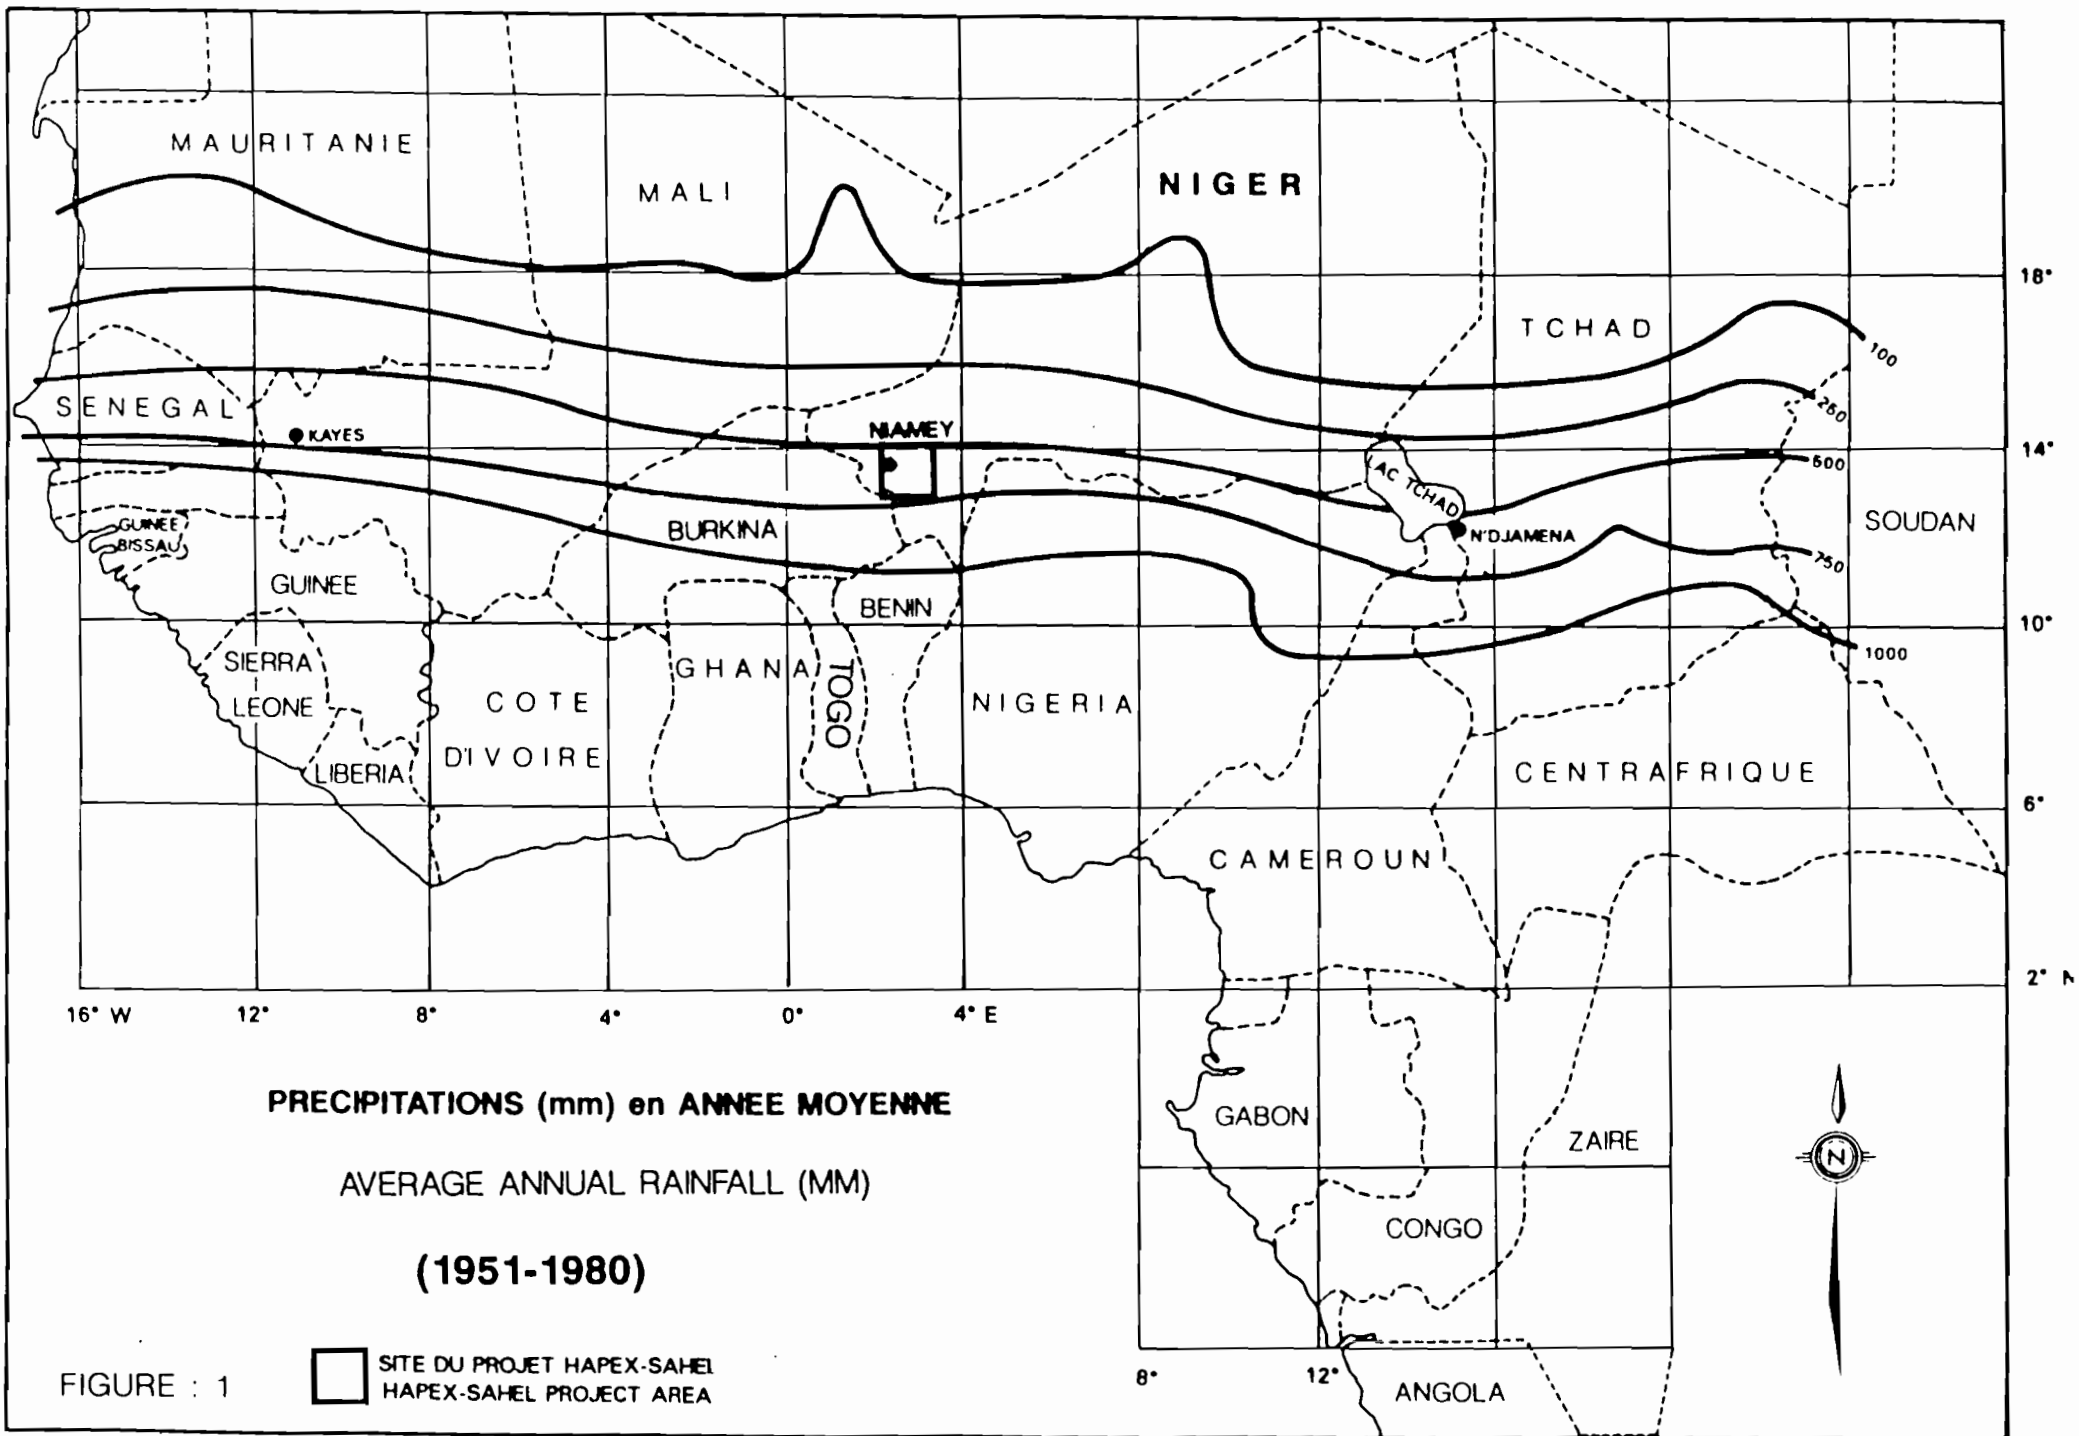 MAURITANIE
MALI
NIGER
TCHAD
18°
100
250
SENEGAL
KAYES
NIAMEY
14°
LAC TCHAD
500
GUINEE
BISSAU
BURKINA
N'DJAMENA
SOUDAN
750
GUINEE
BENIN
10°
1000
SIERRA
LEONE
GHANA
TOGO
COTE
D'IVOIRE
NIGERIA
LIBERIA
CENTRAFRIQUE
6°
CAMEROUN
2° N
16° W 12° 8° 4° 0° 4° E
PRECIPITATIONS (mm) en ANNEE MOYENNE
AVERAGE ANNUAL RAINFALL (MM)
(1951-1980)
GABON
ZAIRE
N
CONGO
FIGURE : 1
SITE DU PROJET HAPEX-SAHEL
HAPEX-SAHEL PROJECT AREA
8° 12°
ANGOLA